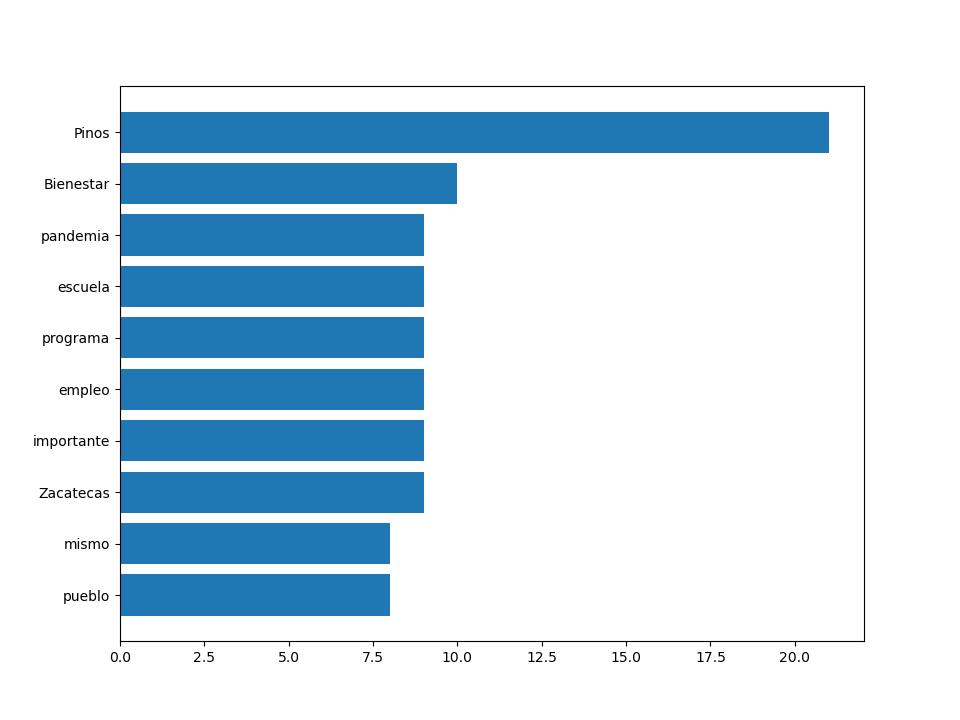 Pinos
Bienestar
pandemia
escuela
programa
empleo
importante
Zacatecas
mismo
pueblo
0.0 2.5 5.0 7.5 10.0 12.5 15.0 17.5 20.0